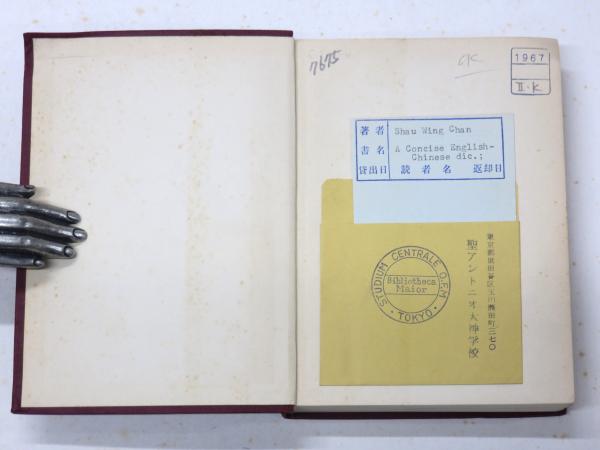 7675
CK
1967
II・K
著者 Shau Wing Chan
書名 A Concise English-
Chinese dic.;
貸出日 読者名 返却日
STUDIUM CENTRALE O.F.M.
Bibliotheca
Maior
・TOKYO・
東京都世田谷区玉川瀬田町三七〇
聖アントニオ大神学校